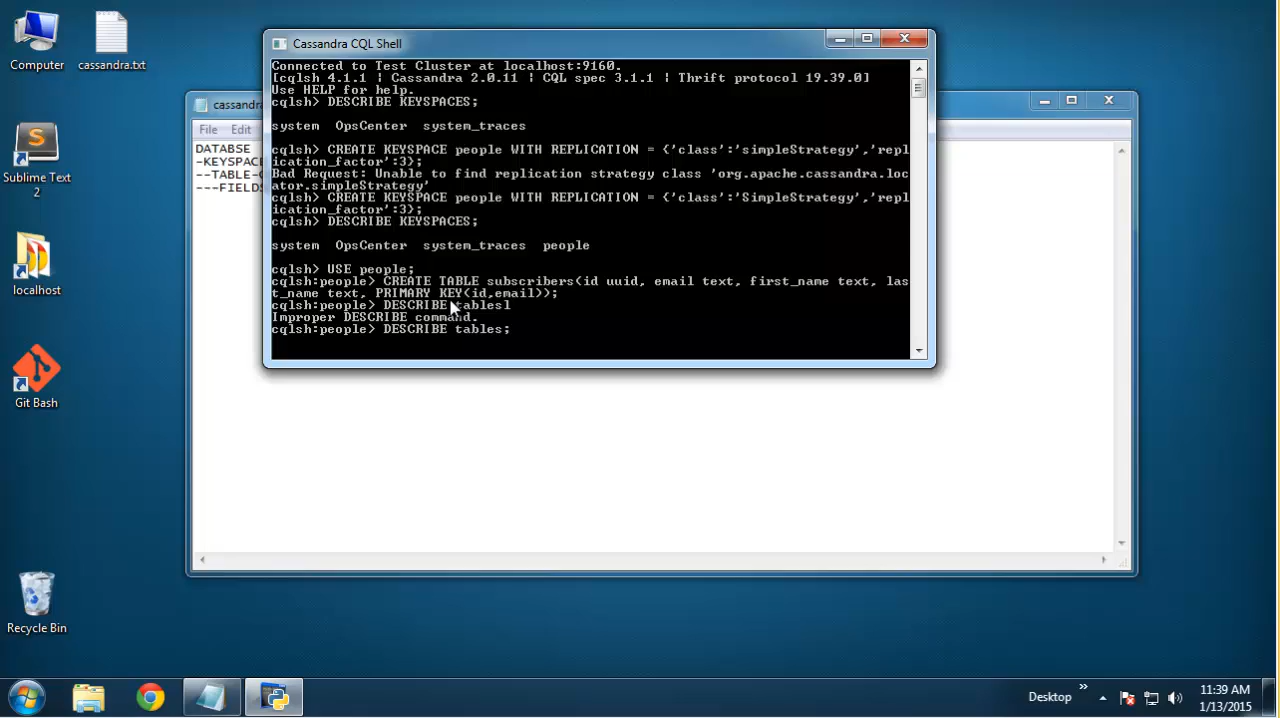 Computer
cassandra.txt
Sublime Text
2
localhost
Git Bash
Recycle Bin
Cassandra CQL Shell
Connected to Test Cluster at localhost:9160.
[cqlsh 4.1.1 | Cassandra 2.0.11 | CQL spec 3.1.1 | Thrift protocol 19.39.0]
Use HELP for help.
cqlsh> DESCRIBE KEYSPACES;
system OpsCenter system_traces
cqlsh> CREATE KEYSPACE people WITH REPLICATION = {'class':'simpleStrategy','repl
ication_factor':3};
Bad Request: Unable to find replication strategy class 'org.apache.cassandra.loc
ator.simpleStrategy'
cqlsh> CREATE KEYSPACE people WITH REPLICATION = {'class':'SimpleStrategy','repl
ication_factor':3};
cqlsh> DESCRIBE KEYSPACES;
system OpsCenter system_traces people
cqlsh> USE people;
cqlsh:people> CREATE TABLE subscribers(id uuid, email text, first_name text, las
t_name text, PRIMARY KEY(id,email));
cqlsh:people> DESCRIBE tablesl
Improper DESCRIBE command.
cqlsh:people> DESCRIBE tables;
cassandra
File Edit
DATABSE
-KEYSPACE
--TABLE-
---FIELDS
Desktop
11:39 AM
1/13/2015